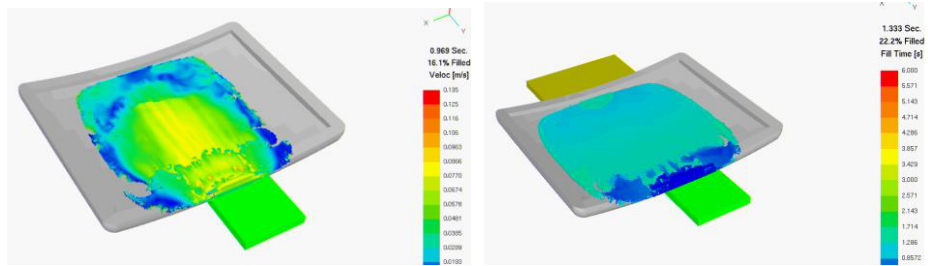 X
Y
0.969 Sec.
16.1% Filled
Veloc [m/s]
0.135
0.125
0.116
0.106
0.0963
0.0866
0.0770
0.0674
0.0578
0.0481
0.0385
0.0289
0.0193
X
Y
1.333 Sec.
22.2% Filled
Fill Time [s]
6.000
5.571
5.143
4.714
4.286
3.857
3.429
3.000
2.571
2.143
1.714
1.286
0.8572